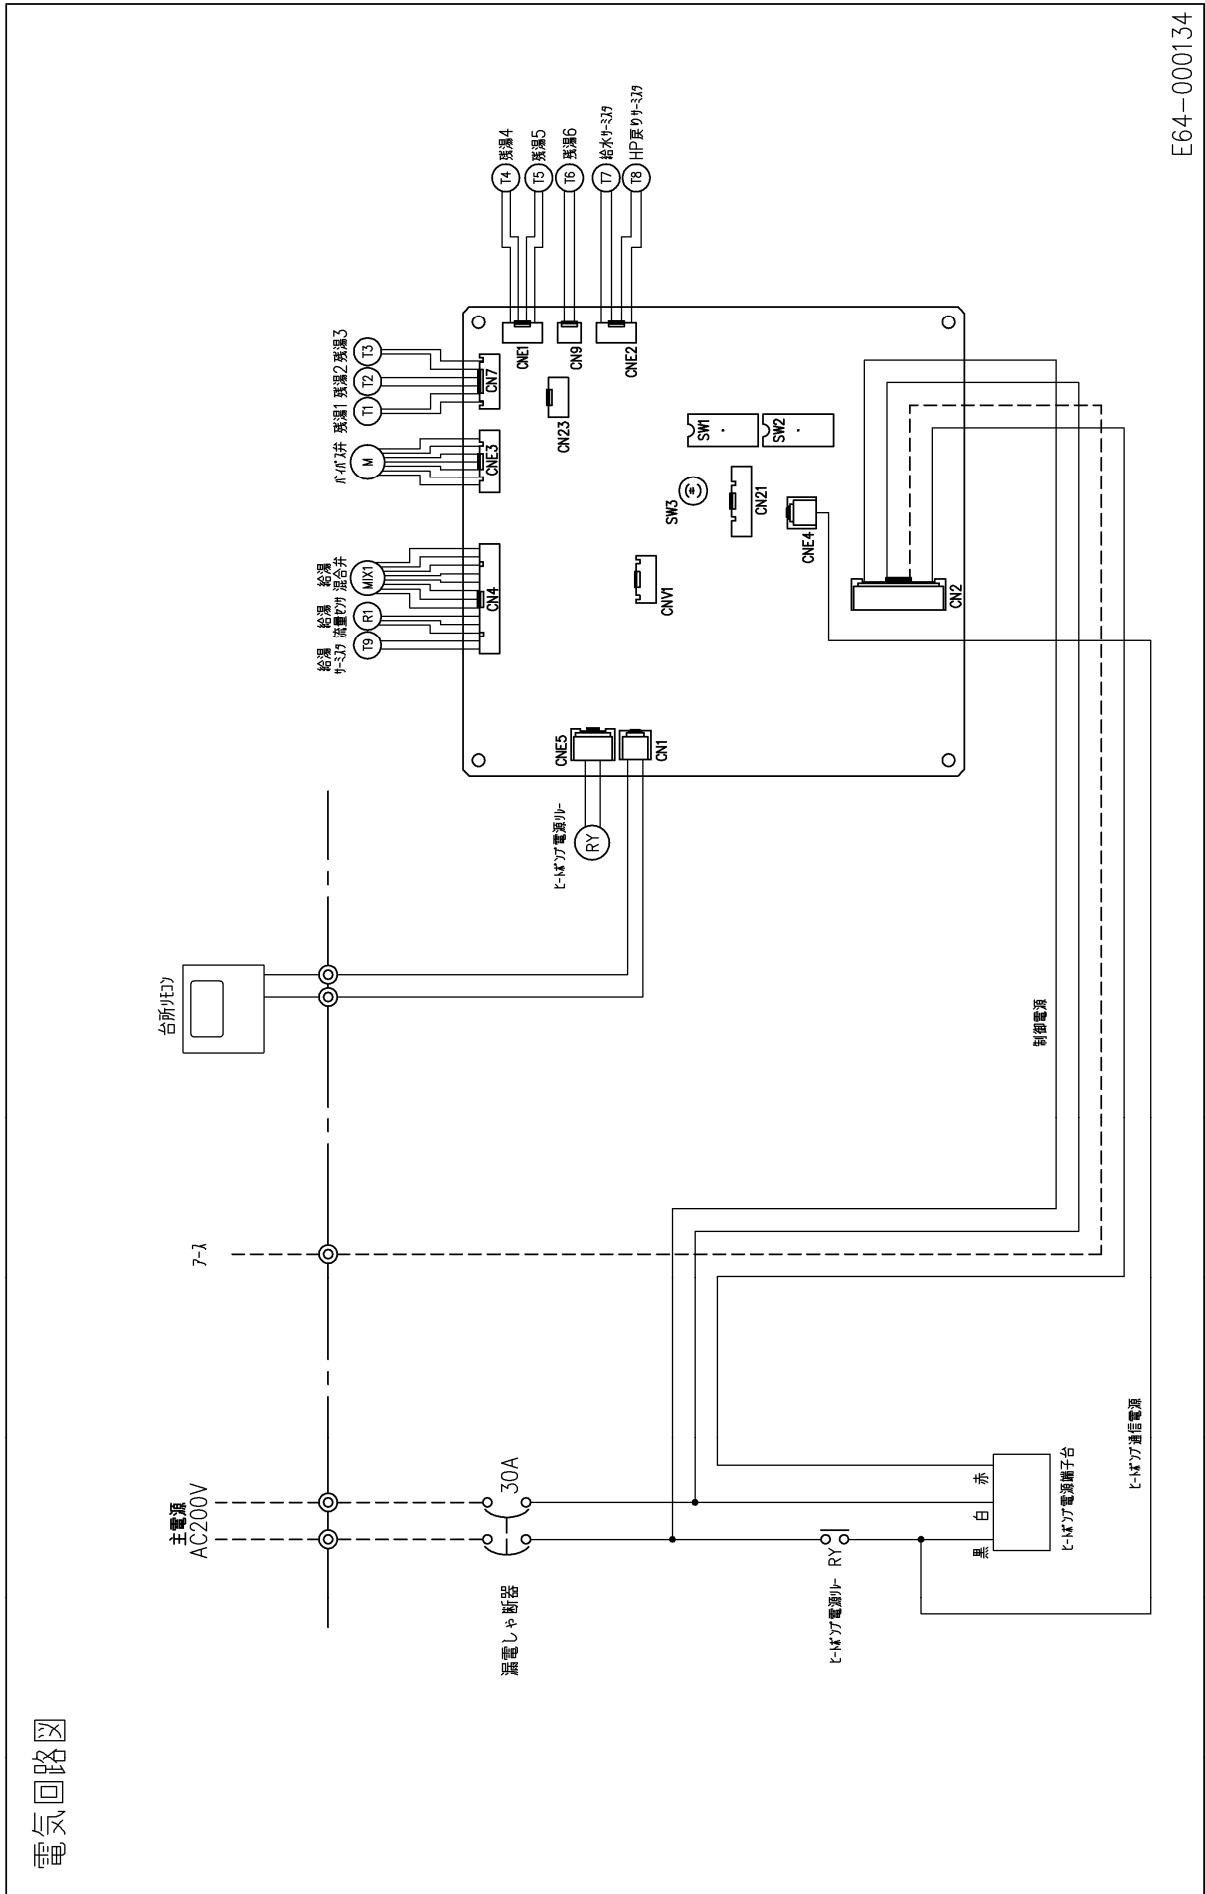 電気回路図
主電源
AC200V
アース
台所リモコン
漏電しゃ断器
30A
ヒートポンプ電源リレー
RY
黒
白
赤
ヒートポンプ電源端子台
ヒートポンプ通信電源
制御電源
ヒートポンプ電源リレー
RY
CNE5
CN1
給湯
サーミスタ
T9
給湯
流量センサ
R1
給湯
混合弁
MIX1
CN4
バイパス弁
M
CNE3
残湯1
残湯2
残湯3
T1
T2
T3
CN7
CNE1
CN9
CNE2
CN23
T4
残湯4
T5
残湯5
T6
残湯6
T7
給水サーミスタ
T8
HP戻りサーミスタ
SW1
SW2
SW3
CN21
CNV1
CNE4
CN2
E64-000134